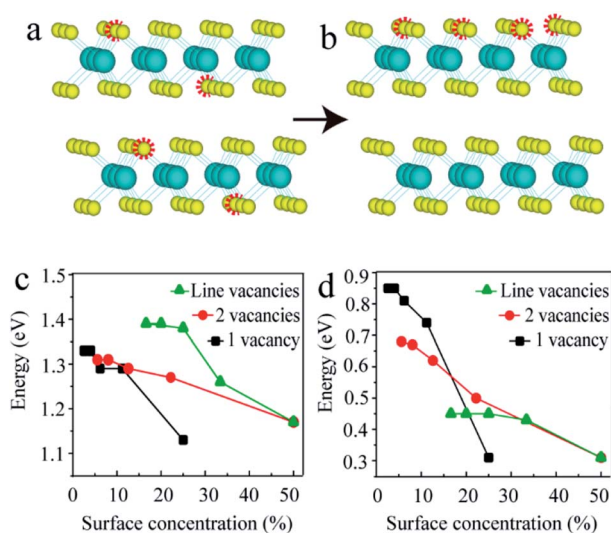 a
b
c
Energy (eV)
1.5
1.4
1.3
1.2
1.1
Line vacancies
2 vacancies
1 vacancy
0 10 20 30 40 50
Surface concentration (%)
d
Energy (eV)
0.9
0.8
0.7
0.6
0.5
0.4
0.3
Line vacancies
2 vacancies
1 vacancy
0 10 20 30 40 50
Surface concentration (%)